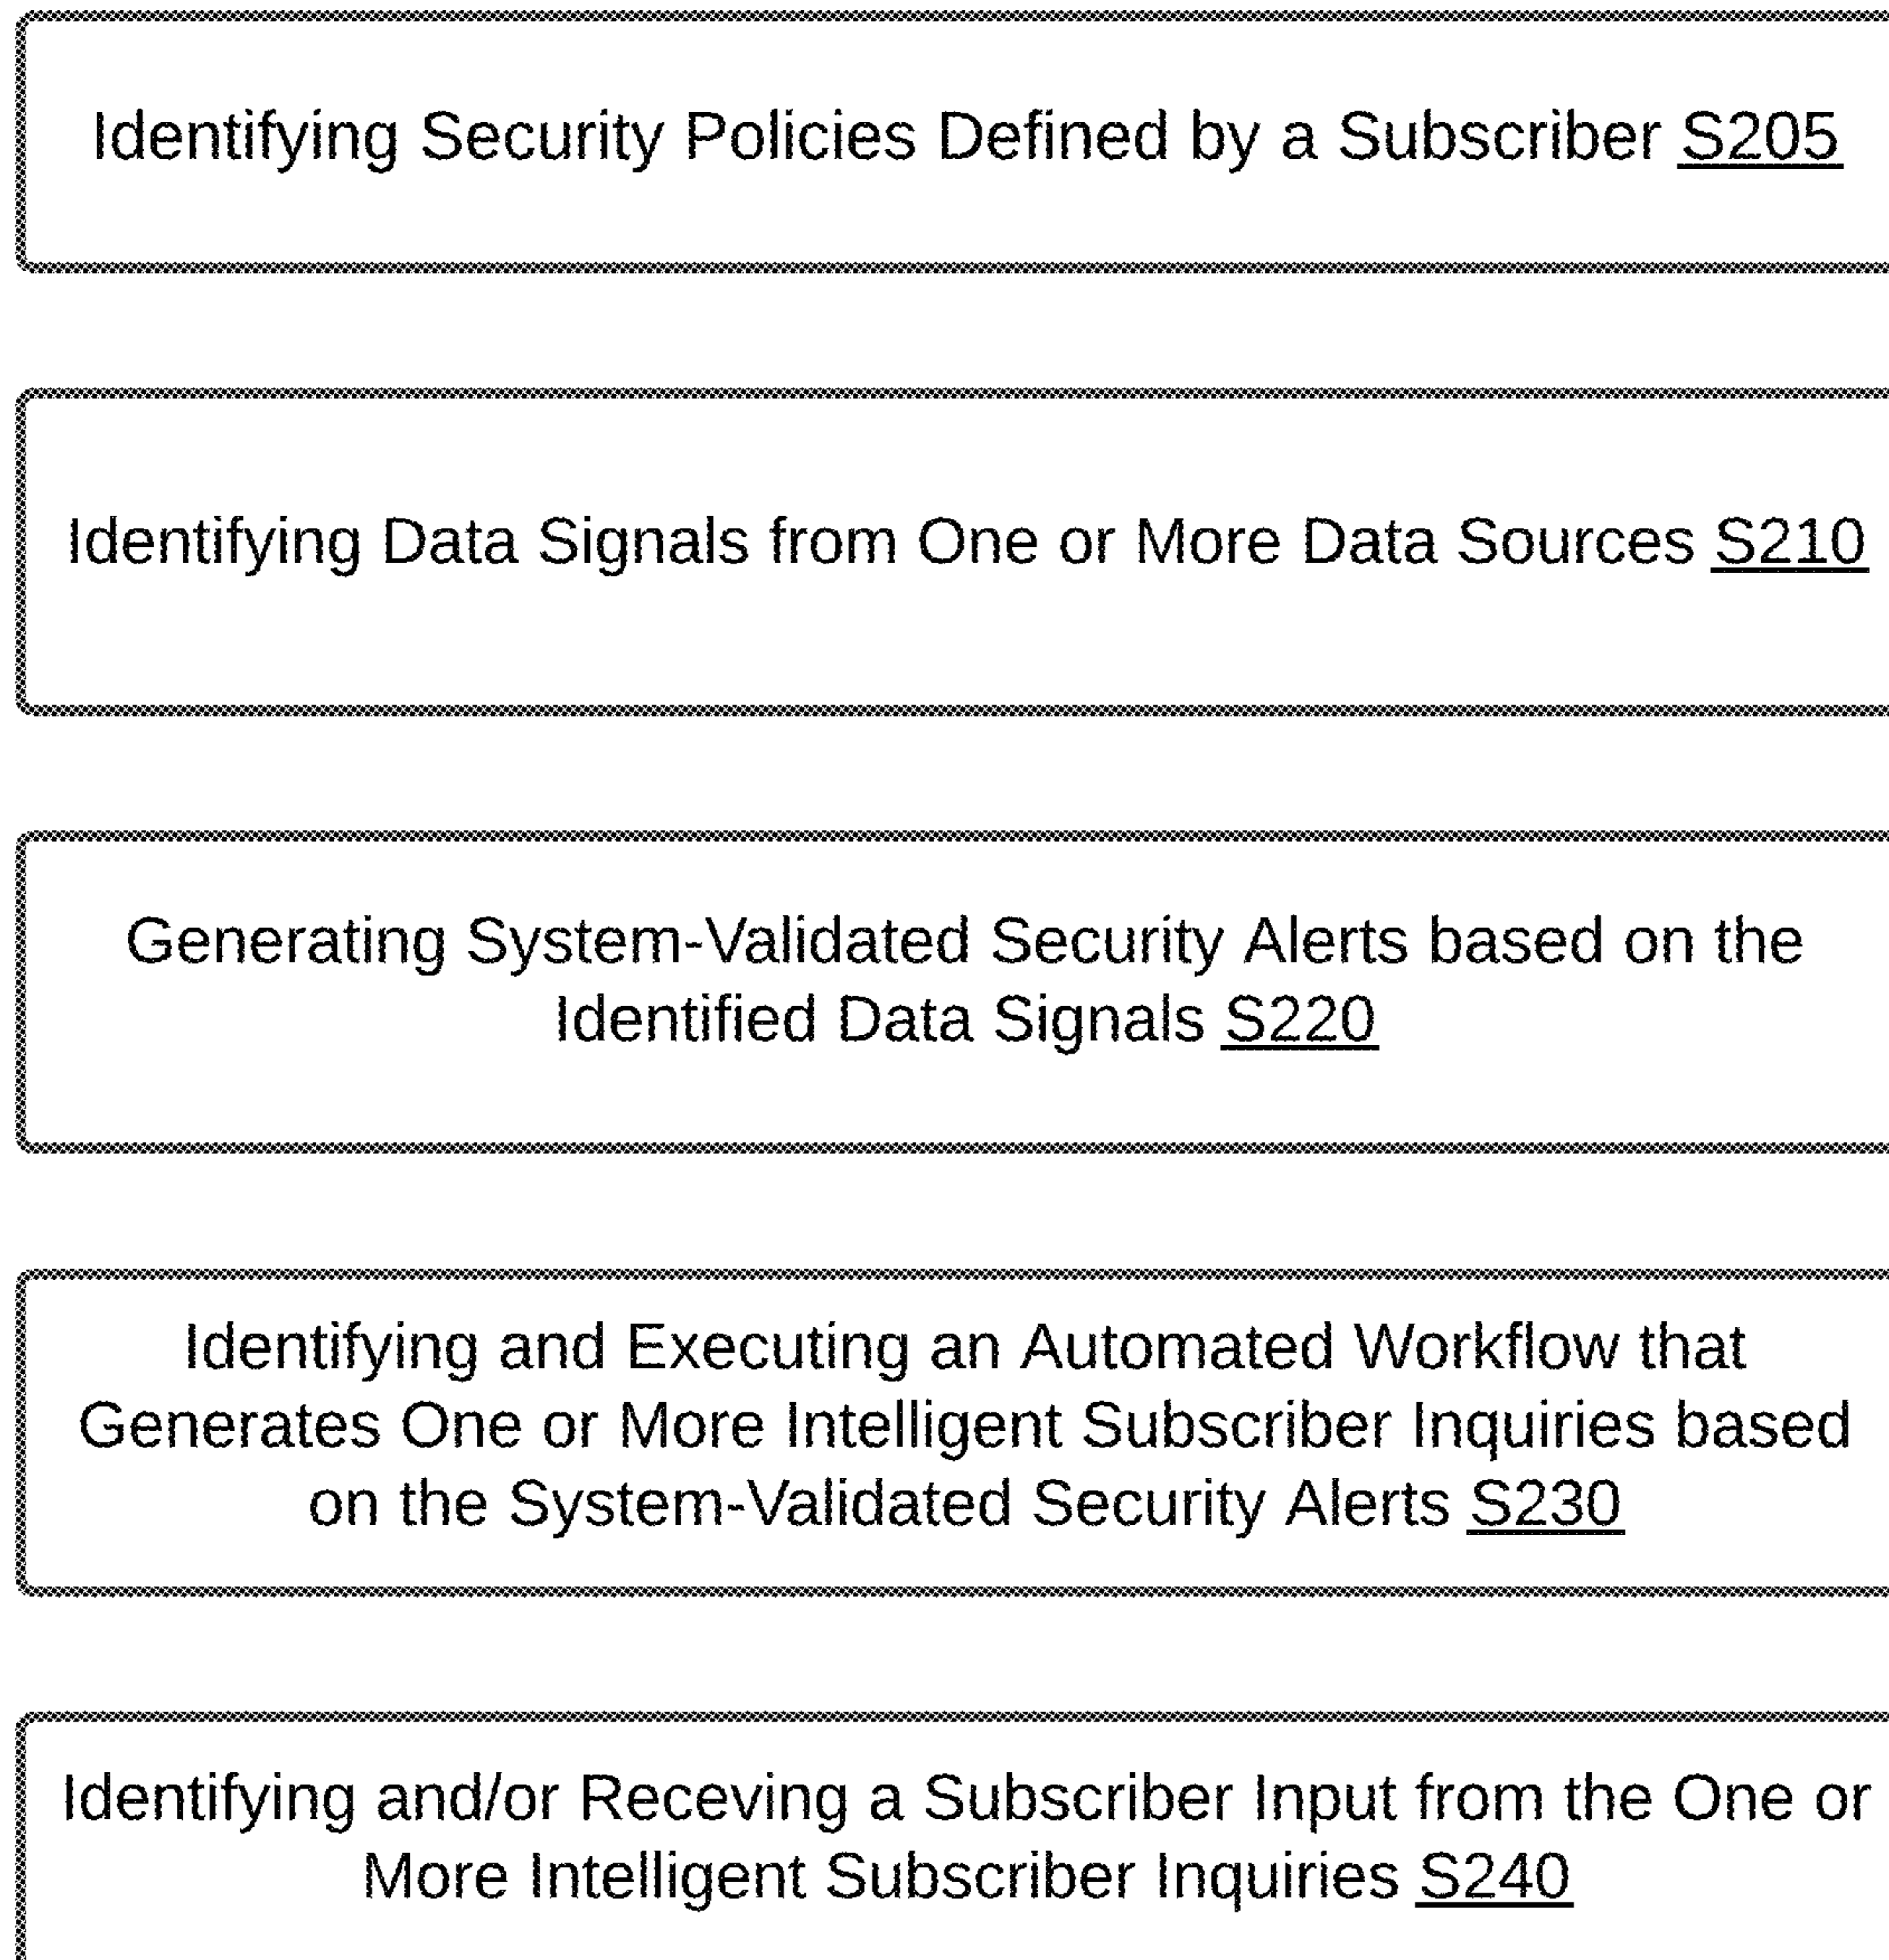 Identifying Security Policies Defined by a Subscriber S205
Identifying Data Signals from One or More Data Sources S210
Generating System-Validated Security Alerts based on the
Identified Data Signals S220
Identifying and Executing an Automated Workflow that
Generates One or More Intelligent Subscriber Inquiries based
on the System-Validated Security Alerts S230
Identifying and/or Receving a Subscriber Input from the One or
More Intelligent Subscriber Inquiries S240